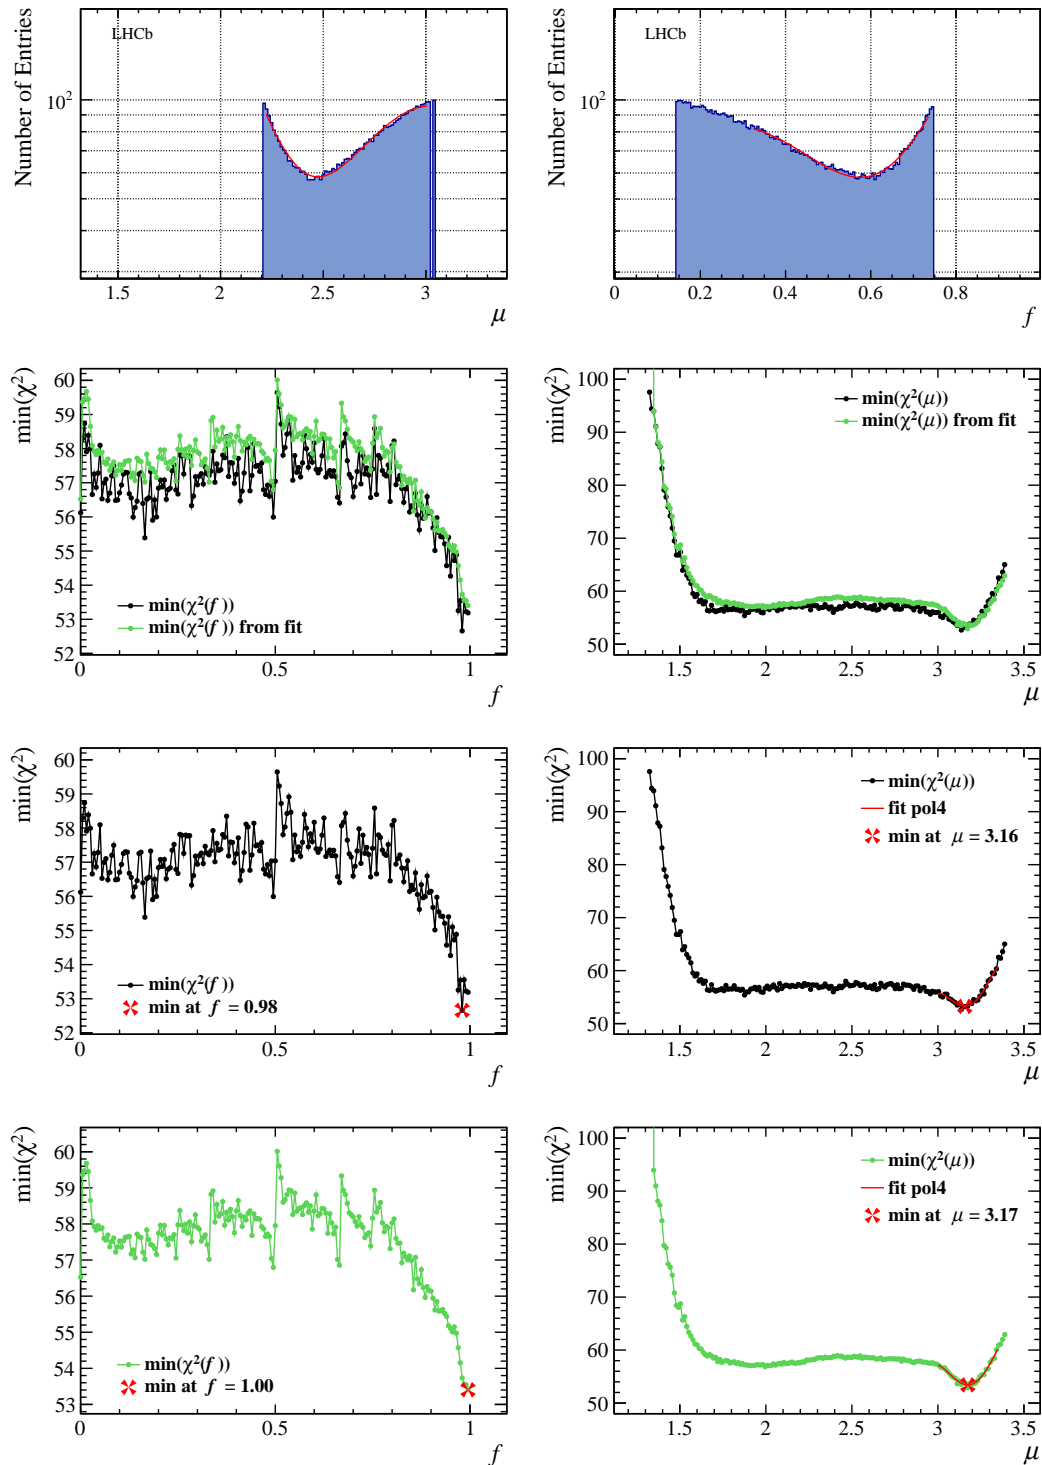 Number of Entries
LHCb
10²
1.5 2 2.5 3
μ
Number of Entries
LHCb
10²
0 0.2 0.4 0.6 0.8
f
min(χ²)
60
59
58
57
56
55
54
53
52
min(χ²(f))
min(χ²(f)) from fit
0 0.5 1
f
min(χ²)
100
90
80
70
60
50
min(χ²(μ))
min(χ²(μ)) from fit
1.5 2 2.5 3 3.5
μ
min(χ²)
60
59
58
57
56
55
54
53
52
min(χ²(f))
min at f = 0.98
0 0.5 1
f
min(χ²)
100
90
80
70
60
50
min(χ²(μ))
fit pol4
min at μ = 3.16
1.5 2 2.5 3 3.5
μ
min(χ²)
60
59
58
57
56
55
54
53
min(χ²(f))
min at f = 1.00
0 0.5 1
f
min(χ²)
100
90
80
70
60
50
min(χ²(μ))
fit pol4
min at μ = 3.17
1.5 2 2.5 3 3.5
μ